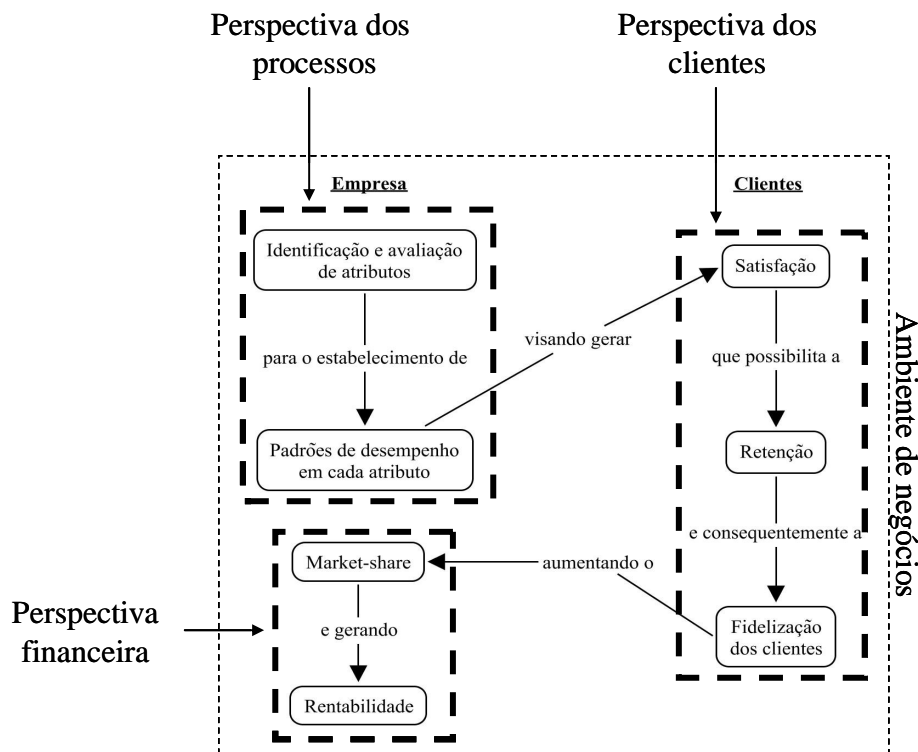 Perspectiva dos
processos
Perspectiva dos
clientes
Empresa
Identificação e avaliação
de atributos
para o estabelecimento de
Padrões de desempenho
em cada atributo
visando gerar
Clientes
Satisfação
que possibilita a
Retenção
e consequentemente a
Fidelização
dos clientes
aumentando o
Market-share
e gerando
Rentabilidade
Perspectiva
financeira
Ambiente de negócios